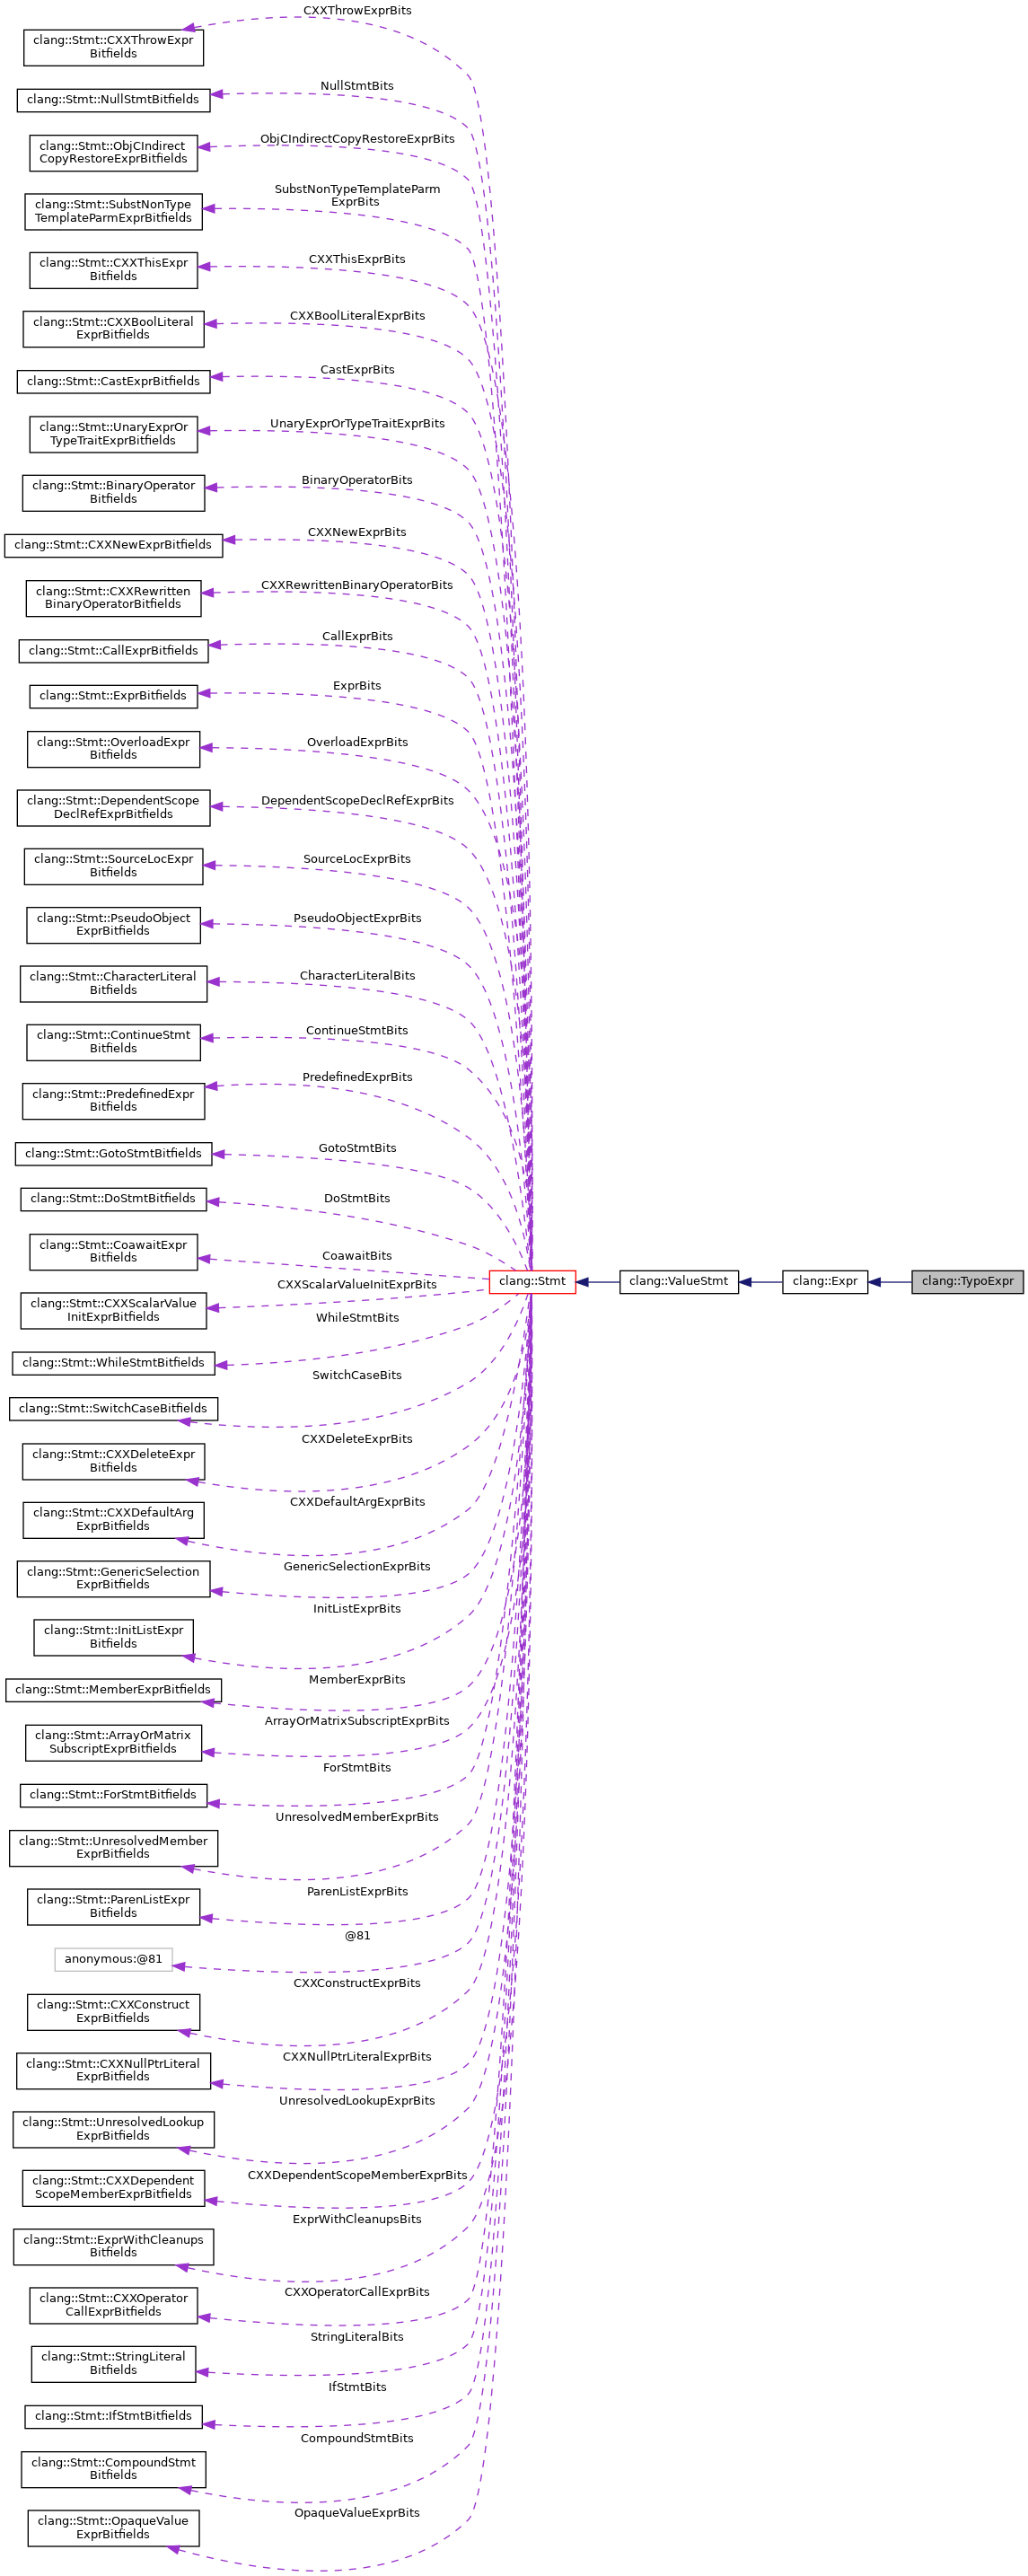 CXXThrowExprBits
clang::Stmt::CXXThrowExpr
Bitfields
NullStmtBits
clang::Stmt::NullStmtBitfields
ObjCIndirectCopyRestoreExprBits
clang::Stmt::ObjCIndirect
CopyRestoreExprBitfields
SubstNonTypeTemplateParm
ExprBits
clang::Stmt::SubstNonType
TemplateParmExprBitfields
CXXThisExprBits
clang::Stmt::CXXThisExpr
Bitfields
CXXBoolLiteralExprBits
clang::Stmt::CXXBoolLiteral
ExprBitfields
CastExprBits
clang::Stmt::CastExprBitfields
UnaryExprOrTypeTraitExprBits
clang::Stmt::UnaryExprOr
TypeTraitExprBitfields
BinaryOperatorBits
clang::Stmt::BinaryOperator
Bitfields
CXXNewExprBits
clang::Stmt::CXXNewExprBitfields
CXXRewrittenBinaryOperatorBits
clang::Stmt::CXXRewritten
BinaryOperatorBitfields
CallExprBits
clang::Stmt::CallExprBitfields
ExprBits
clang::Stmt::ExprBitfields
OverloadExprBits
clang::Stmt::OverloadExpr
Bitfields
DependentScopeDeclRefExprBits
clang::Stmt::DependentScope
DeclRefExprBitfields
SourceLocExprBits
clang::Stmt::SourceLocExpr
Bitfields
PseudoObjectExprBits
clang::Stmt::PseudoObject
ExprBitfields
CharacterLiteralBits
clang::Stmt::CharacterLiteral
Bitfields
ContinueStmtBits
clang::Stmt::ContinueStmt
Bitfields
PredefinedExprBits
clang::Stmt::PredefinedExpr
Bitfields
GotoStmtBits
clang::Stmt::GotoStmtBitfields
DoStmtBits
clang::Stmt::DoStmtBitfields
CoawaitBits
clang::Stmt::CoawaitExpr
Bitfields
clang::Stmt
clang::ValueStmt
clang::Expr
clang::TypoExpr
CXXScalarValueInitExprBits
clang::Stmt::CXXScalarValue
InitExprBitfields
WhileStmtBits
clang::Stmt::WhileStmtBitfields
SwitchCaseBits
clang::Stmt::SwitchCaseBitfields
CXXDeleteExprBits
clang::Stmt::CXXDeleteExpr
Bitfields
CXXDefaultArgExprBits
clang::Stmt::CXXDefaultArg
ExprBitfields
GenericSelectionExprBits
clang::Stmt::GenericSelection
ExprBitfields
InitListExprBits
clang::Stmt::InitListExpr
Bitfields
MemberExprBits
clang::Stmt::MemberExprBitfields
ArrayOrMatrixSubscriptExprBits
clang::Stmt::ArrayOrMatrix
SubscriptExprBitfields
ForStmtBits
clang::Stmt::ForStmtBitfields
UnresolvedMemberExprBits
clang::Stmt::UnresolvedMember
ExprBitfields
ParenListExprBits
clang::Stmt::ParenListExpr
Bitfields
@81
anonymous:@81
CXXConstructExprBits
clang::Stmt::CXXConstruct
ExprBitfields
CXXNullPtrLiteralExprBits
clang::Stmt::CXXNullPtrLiteral
ExprBitfields
UnresolvedLookupExprBits
clang::Stmt::UnresolvedLookup
ExprBitfields
CXXDependentScopeMemberExprBits
clang::Stmt::CXXDependent
ScopeMemberExprBitfields
ExprWithCleanupsBits
clang::Stmt::ExprWithCleanups
Bitfields
CXXOperatorCallExprBits
clang::Stmt::CXXOperator
CallExprBitfields
StringLiteralBits
clang::Stmt::StringLiteral
Bitfields
IfStmtBits
clang::Stmt::IfStmtBitfields
CompoundStmtBits
clang::Stmt::CompoundStmt
Bitfields
OpaqueValueExprBits
clang::Stmt::OpaqueValue
ExprBitfields